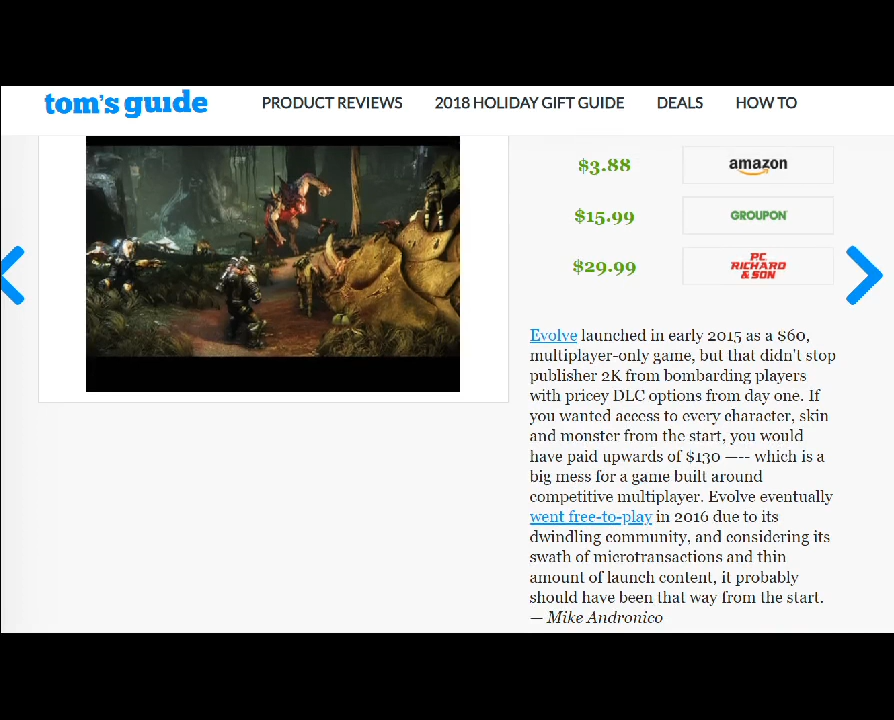 tom's guide PRODUCT REVIEWS 2018 HOLIDAY GIFT GUIDE DEALS HOW TO
$3.88 amazon
$15.99 GROUPON
$29.99 PC RICHARD & SON
Evolve launched in early 2015 as a $60,
multiplayer-only game, but that didn't stop
publisher 2K from bombarding players
with pricey DLC options from day one. If
you wanted access to every character, skin
and monster from the start, you would
have paid upwards of $130 —-- which is a
big mess for a game built around
competitive multiplayer. Evolve eventually
went free-to-play in 2016 due to its
dwindling community, and considering its
swath of microtransactions and thin
amount of launch content, it probably
should have been that way from the start.
— Mike Andronico